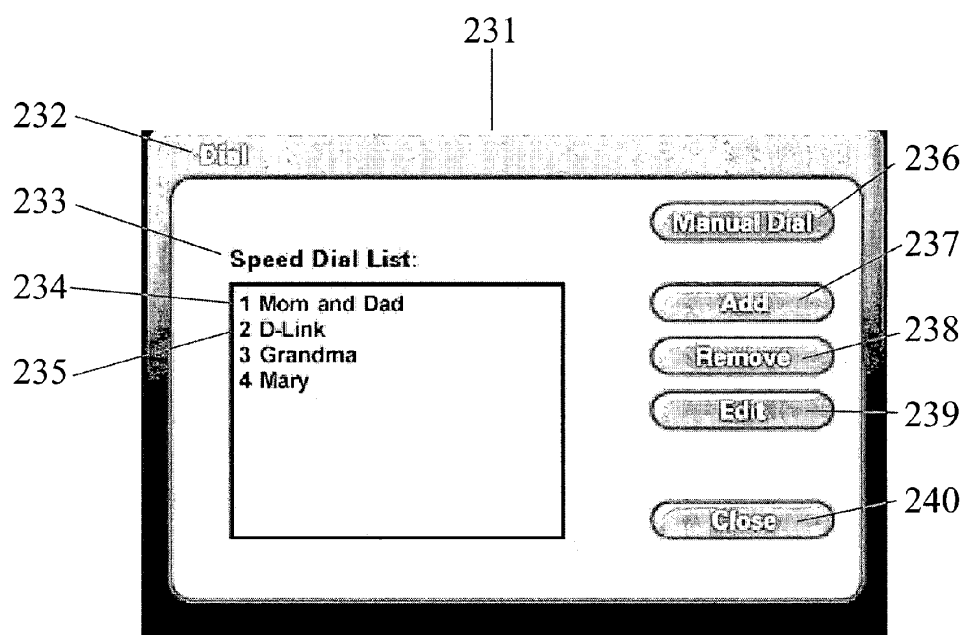 231
232
Dial
236
233
Manual Dial
237
Speed Dial List:
234
1 Mom and Dad
Add
2 D-Link
238
235
3 Grandma
Remove
4 Mary
Edit
239
Close
240